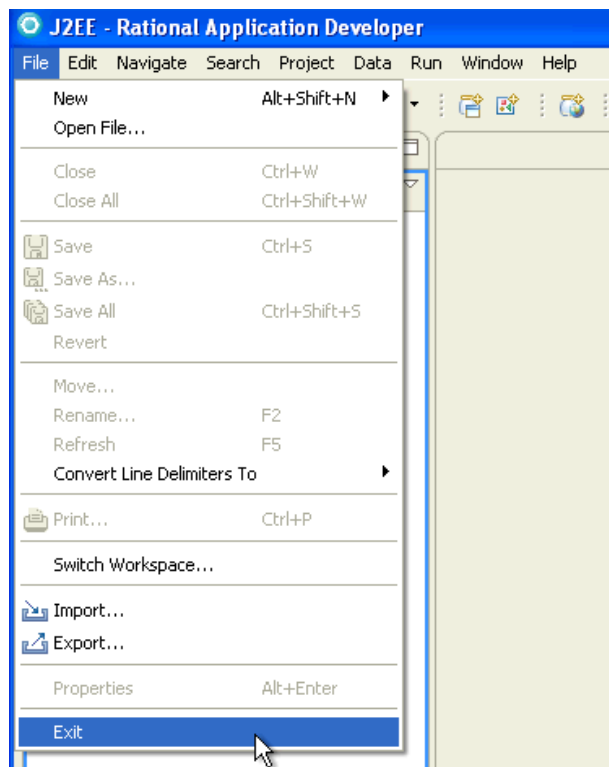 J2EE - Rational Application Developer
File Edit Navigate Search Project Data Run Window Help
New Alt+Shift+N
Open File...
Close Ctrl+W
Close All Ctrl+Shift+W
Save Ctrl+S
Save As...
Save All Ctrl+Shift+S
Revert
Move...
Rename... F2
Refresh F5
Convert Line Delimiters To
Print... Ctrl+P
Switch Workspace...
Import...
Export...
Properties Alt+Enter
Exit